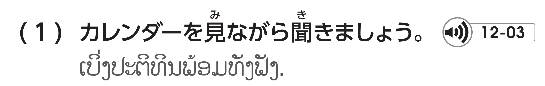 (1) カレンダーを見ながら聞きましょう。 12-03
ເບິ່ງປະຕິທິນພ້ອມທັງຟັງ.